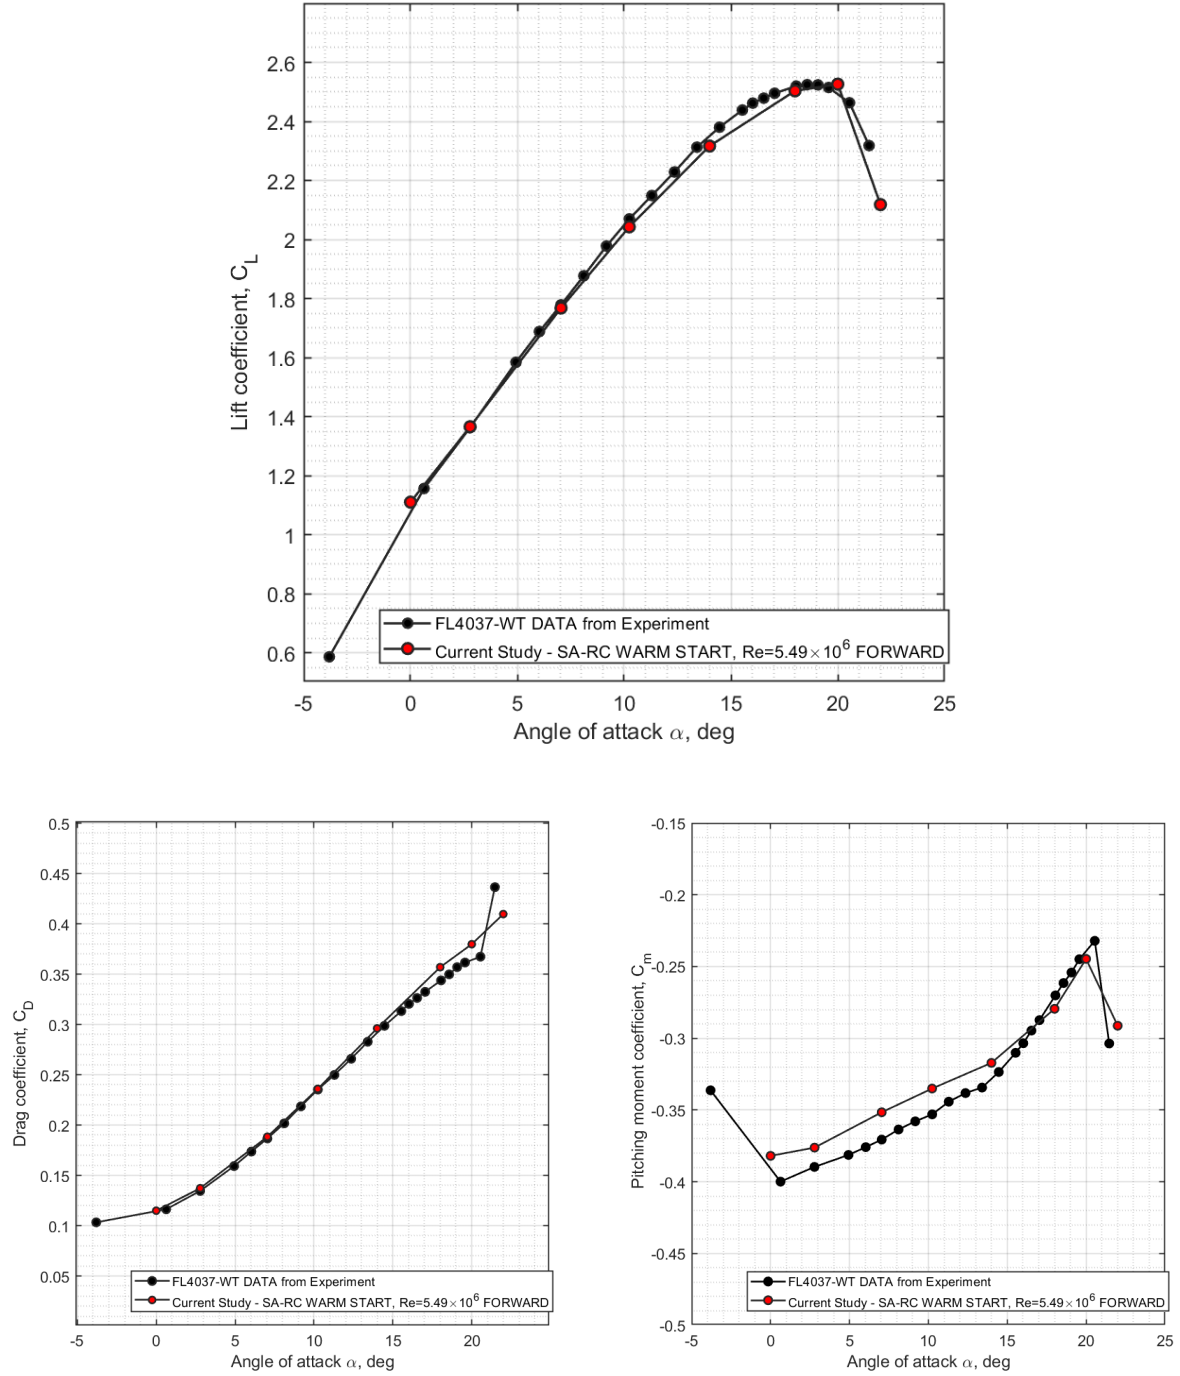 2.6
2.4
2.2
2
1.8
1.6
1.4
1.2
1
0.8
0.6
Lift coefficient, C_L
FL4037-WT DATA from Experiment
Current Study - SA-RC WARM START, Re=5.49×10^6 FORWARD
-5 0 5 10 15 20 25
Angle of attack α, deg
0.5
0.45
0.4
0.35
0.3
0.25
0.2
0.15
0.1
0.05
Drag coefficient, C_D
FL4037-WT DATA from Experiment
Current Study - SA-RC WARM START, Re=5.49×10^6 FORWARD
-5 0 5 10 15 20
Angle of attack α, deg
-0.15
-0.2
-0.25
-0.3
-0.35
-0.4
-0.45
-0.5
Pitching moment coefficient, C_m
FL4037-WT DATA from Experiment
Current Study - SA-RC WARM START, Re=5.49×10^6 FORWARD
-5 0 5 10 15 20 25
Angle of attack α, deg